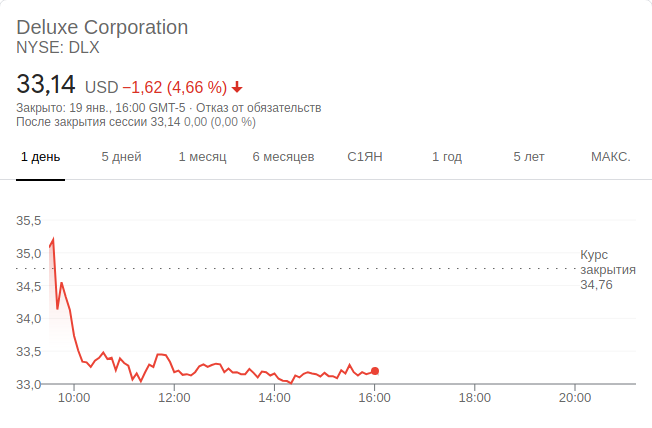 Deluxe Corporation
NYSE: DLX
33,14 USD −1,62 (4,66 %)
Закрыто: 19 янв., 16:00 GMT-5 · Отказ от обязательств
После закрытия сессии 33,14 0,00 (0,00 %)
1 день 5 дней 1 месяц 6 месяцев С1ЯН 1 год 5 лет МАКС.
35,5
35,0
34,5
34,0
33,5
33,0
Курс
закрытия
34,76
10:00 12:00 14:00 16:00 18:00 20:00